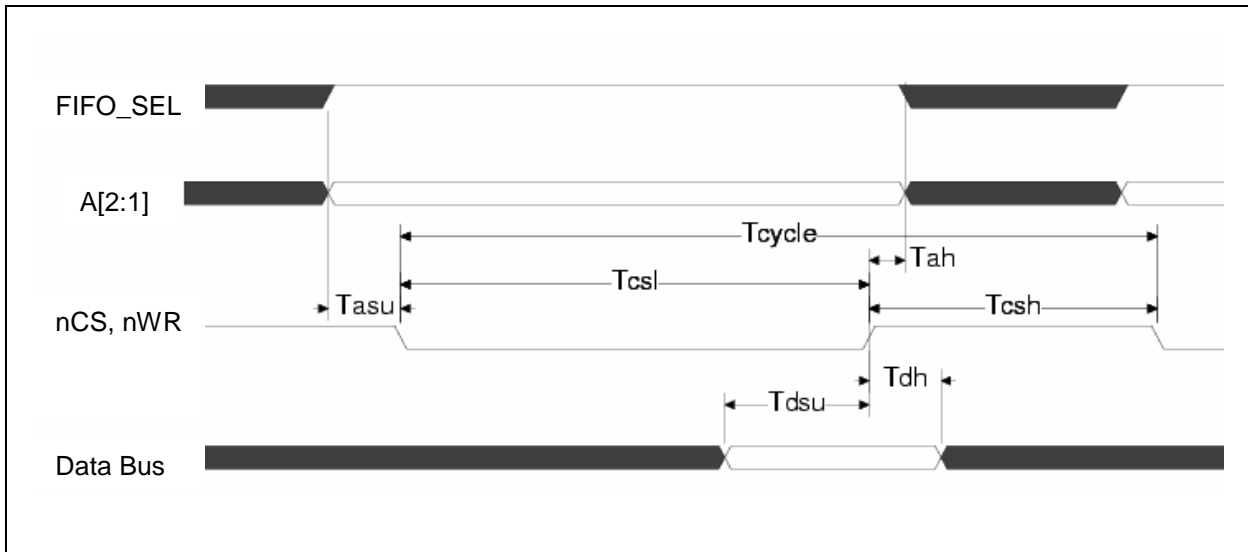 FIFO_SEL
A[2:1]
Tcycle
Tah
Tcsl
Tasu
Tcsh
nCS, nWR
Tdh
Tdsu
Data Bus